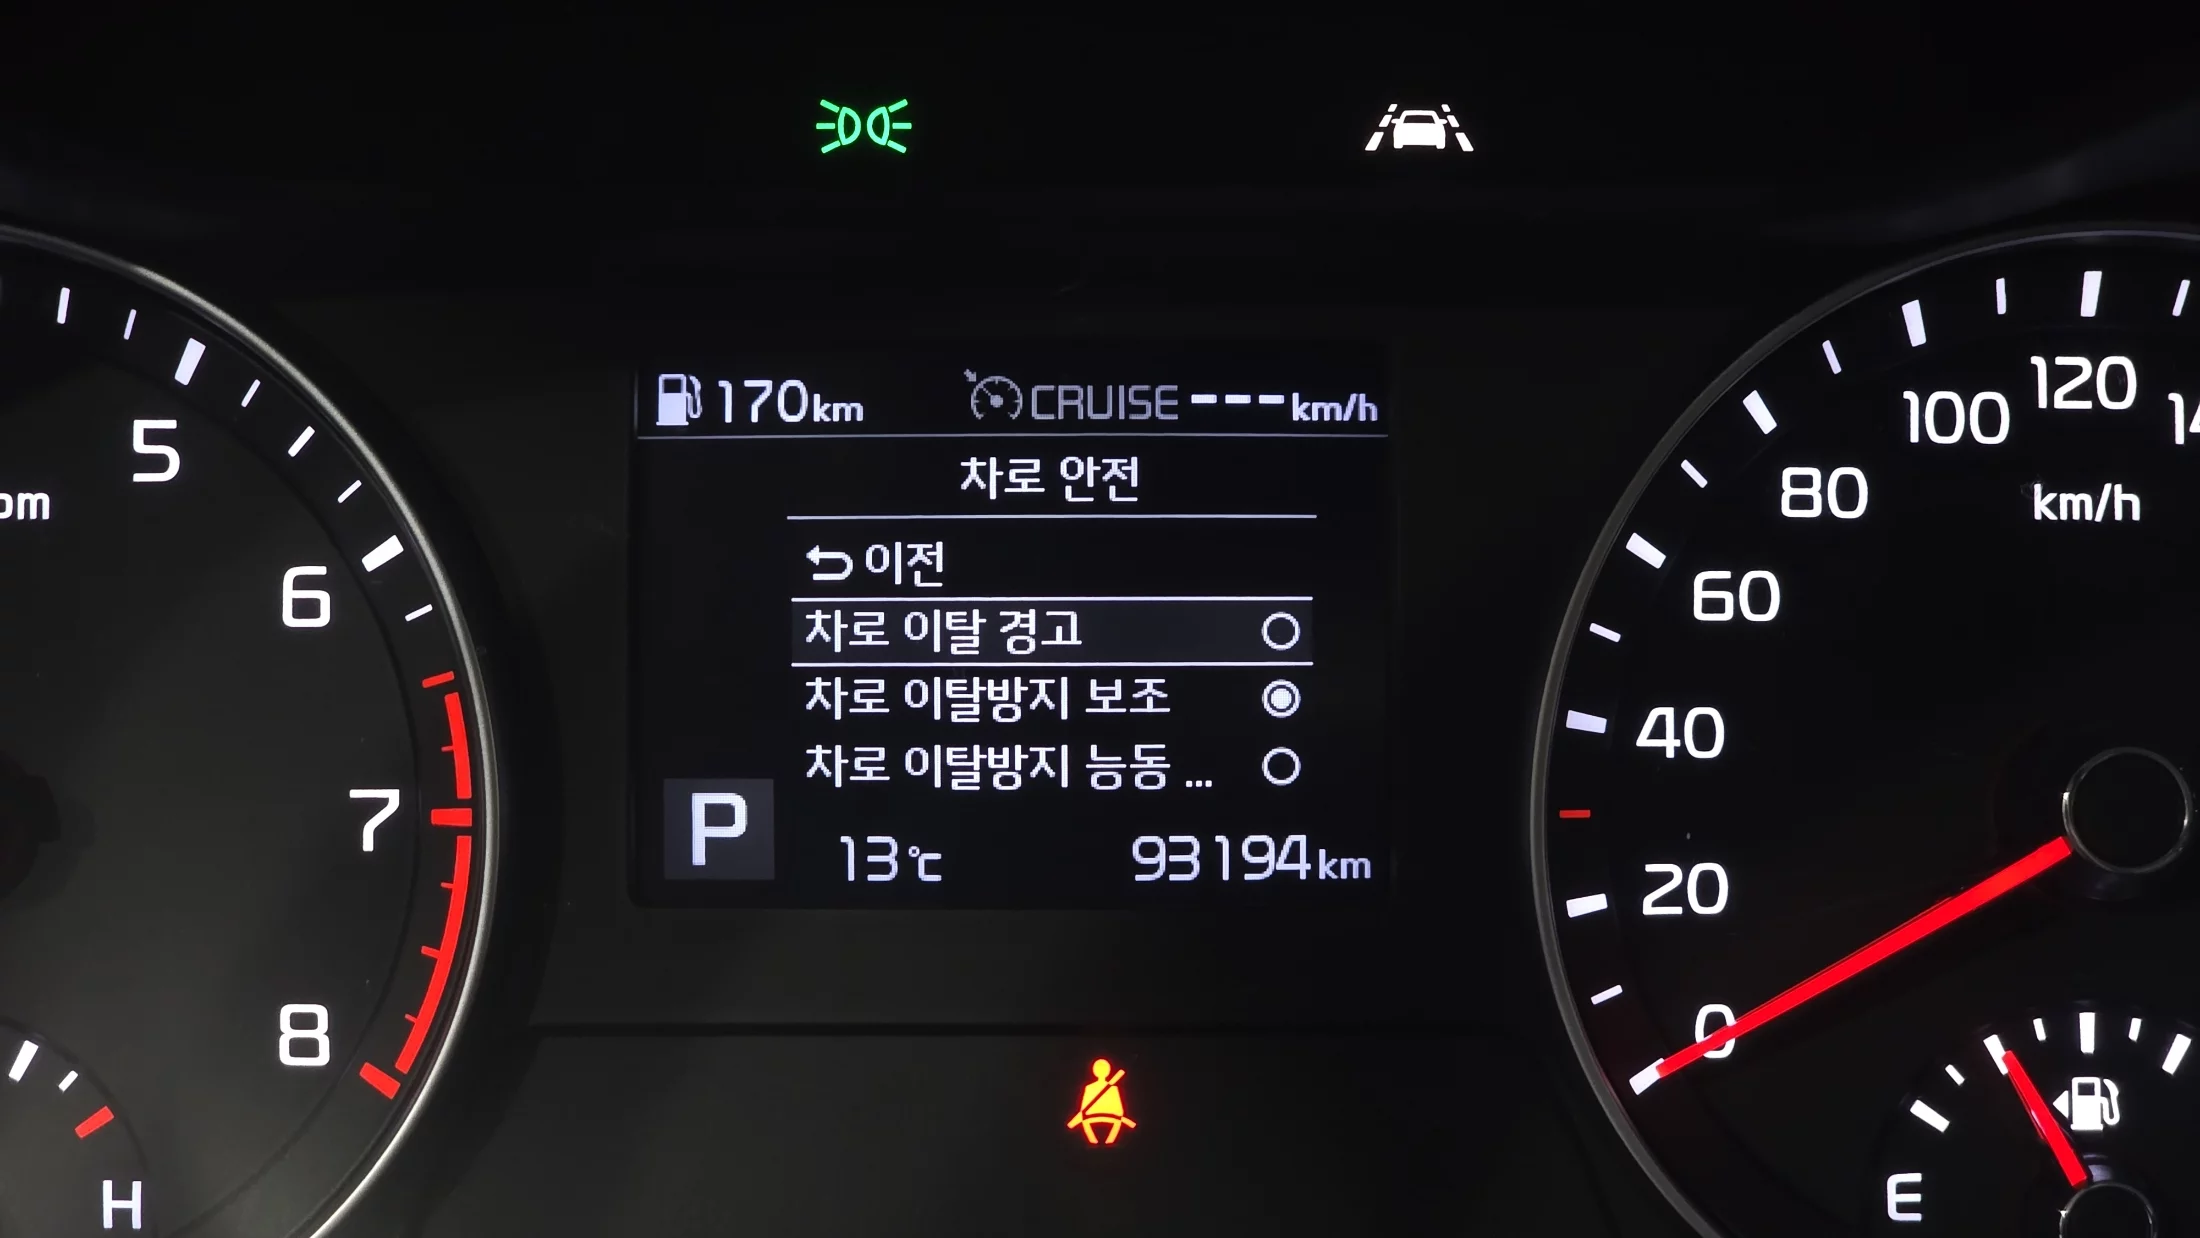 170km CRUISE ---km/h
차로 안전
이전
차로 이탈 경고
차로 이탈방지 보조
차로 이탈방지 능동 ...
P
13℃ 93194km
5
6
7
8
H
0
20
40
60
80
100
120
km/h
E